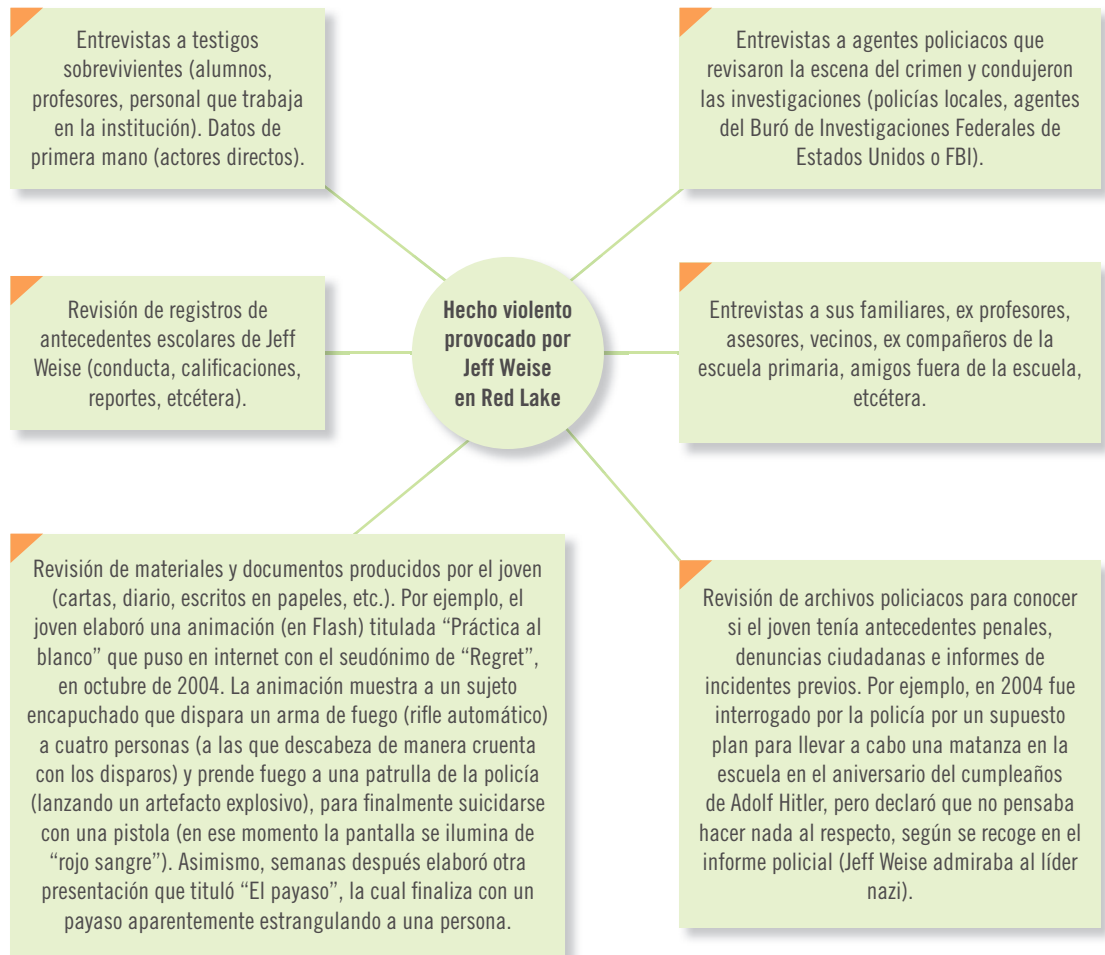 Entrevistas a testigos
sobrevivientes (alumnos,
profesores, personal que trabaja
en la institución). Datos de
primera mano (actores directos).
Entrevistas a agentes policiacos que
revisaron la escena del crimen y condujeron
las investigaciones (policías locales, agentes
del Buró de Investigaciones Federales de
Estados Unidos o FBI).
Revisión de registros de
antecedentes escolares de Jeff
Weise (conducta, calificaciones,
reportes, etcétera).
Hecho violento
provocado por
Jeff Weise
en Red Lake
Entrevistas a sus familiares, ex profesores,
asesores, vecinos, ex compañeros de la
escuela primaria, amigos fuera de la escuela,
etcétera.
Revisión de materiales y documentos producidos por el joven
(cartas, diario, escritos en papeles, etc.). Por ejemplo, el
joven elaboró una animación (en Flash) titulada “Práctica al
blanco” que puso en internet con el seudónimo de “Regret”,
en octubre de 2004. La animación muestra a un sujeto
encapuchado que dispara un arma de fuego (rifle automático)
a cuatro personas (a las que descabeza de manera cruenta
con los disparos) y prende fuego a una patrulla de la policía
(lanzando un artefacto explosivo), para finalmente suicidarse
con una pistola (en ese momento la pantalla se ilumina de
“rojo sangre”). Asimismo, semanas después elaboró otra
presentación que tituló “El payaso”, la cual finaliza con un
payaso aparentemente estrangulando a una persona.
Revisión de archivos policiacos para conocer
si el joven tenía antecedentes penales,
denuncias ciudadanas e informes de
incidentes previos. Por ejemplo, en 2004 fue
interrogado por la policía por un supuesto
plan para llevar a cabo una matanza en la
escuela en el aniversario del cumpleaños
de Adolf Hitler, pero declaró que no pensaba
hacer nada al respecto, según se recoge en el
informe policial (Jeff Weise admiraba al líder
nazi).